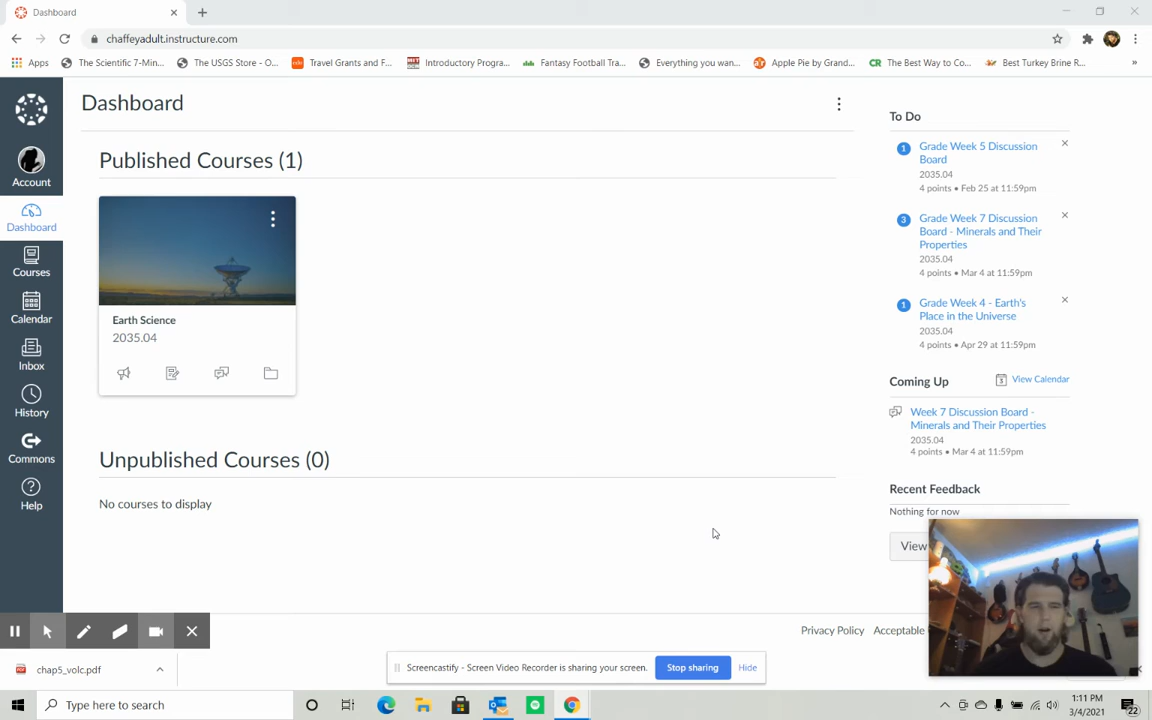 Dashboard
chaffeyadult.instructure.com
Apps
The Scientific 7-Min...
The USGS Store - O...
Travel Grants and F...
Introductory Progra...
Fantasy Football Tra...
Everything you wan...
Apple Pie by Grand...
The Best Way to Co...
Best Turkey Brine R...
»
Account
Dashboard
Courses
Calendar
Inbox
History
Commons
Help
Dashboard
Published Courses (1)
Earth Science
2035.04
Unpublished Courses (0)
No courses to display
To Do
1
Grade Week 5 Discussion
Board
2035.04
4 points • Feb 25 at 11:59pm
3
Grade Week 7 Discussion
Board - Minerals and Their
Properties
2035.04
4 points • Mar 4 at 11:59pm
1
Grade Week 4 - Earth's
Place in the Universe
2035.04
4 points • Apr 29 at 11:59pm
Coming Up
View Calendar
Week 7 Discussion Board -
Minerals and Their Properties
2035.04
4 points • Mar 4 at 11:59pm
Recent Feedback
Nothing for now
View
Privacy Policy
Acceptable
chap5_volc.pdf
Screencastify - Screen Video Recorder is sharing your screen.
Stop sharing
Hide
Type here to search
1:11 PM
3/4/2021
22